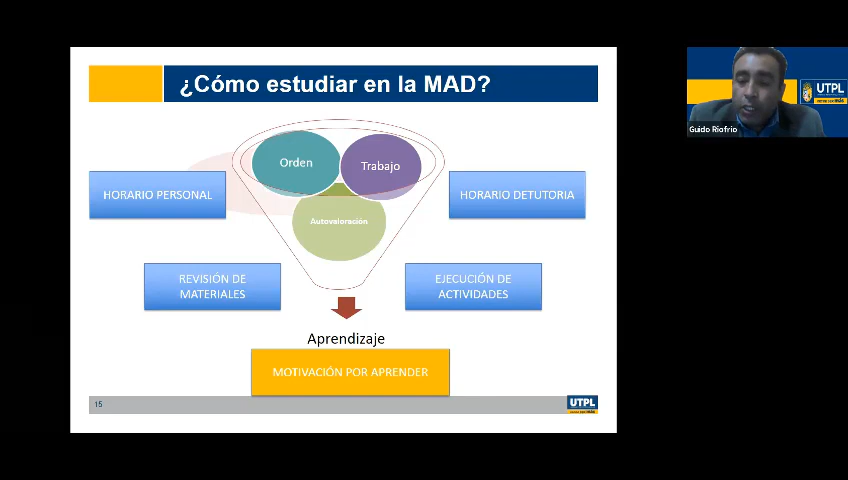 ¿Cómo estudiar en la MAD?
UTPL
Guido Riofrio
Orden
Trabajo
HORARIO PERSONAL
HORARIO DETUTORIA
Autovaloración
REVISIÓN DE
MATERIALES
EJECUCIÓN DE
ACTIVIDADES
Aprendizaje
MOTIVACIÓN POR APRENDER
15
UTPL